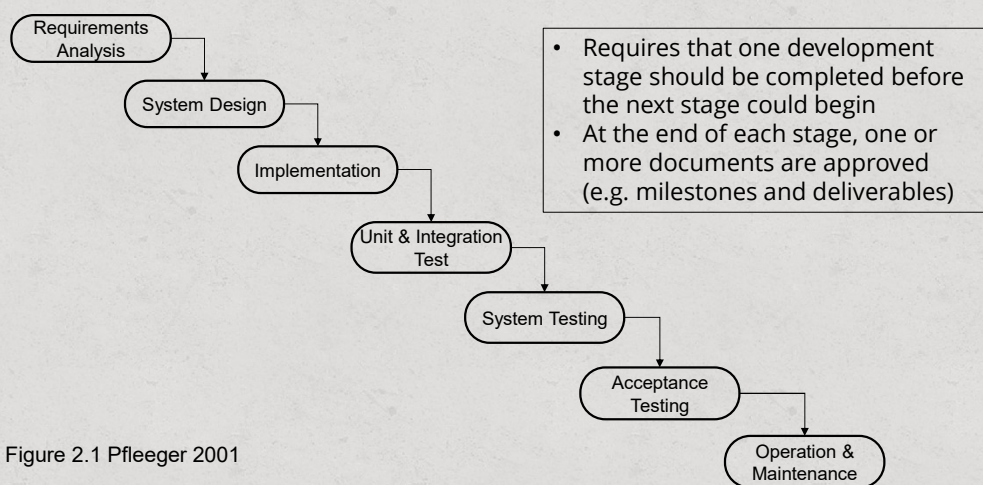 Requirements
Analysis
System Design
Implementation
Unit & Integration
Test
System Testing
Acceptance
Testing
Operation &
Maintenance
• Requires that one development
stage should be completed before
the next stage could begin
• At the end of each stage, one or
more documents are approved
(e.g. milestones and deliverables)
Figure 2.1 Pfleeger 2001